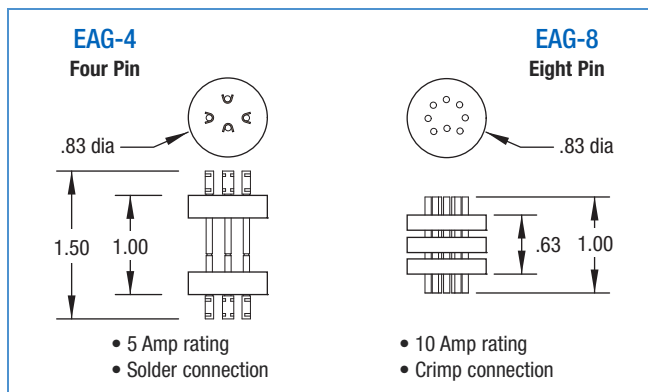 EAG-4
Four Pin
.83 dia
1.50
1.00
• 5 Amp rating
• Solder connection
EAG-8
Eight Pin
.83 dia
.63
1.00
• 10 Amp rating
• Crimp connection